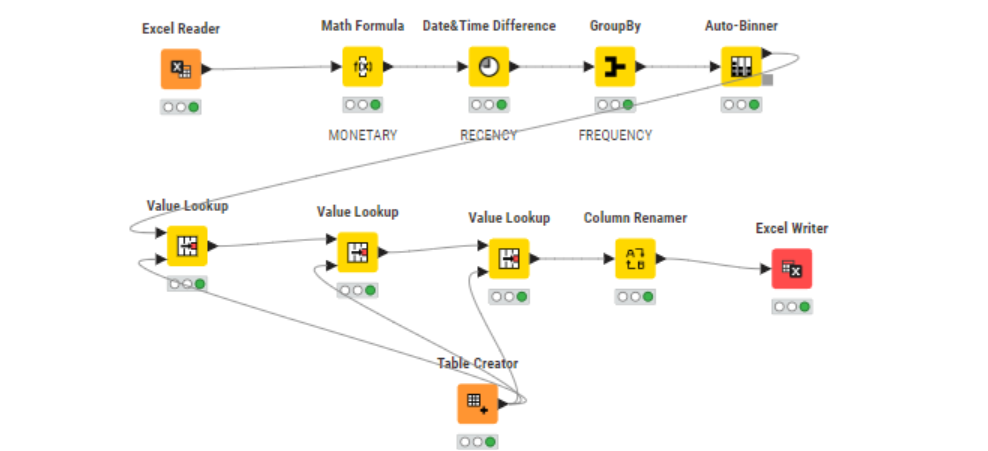 Excel Reader
Math Formula
Date&Time Difference
GroupBy
Auto-Binner
MONETARY
RECENCY
FREQUENCY
Value Lookup
Value Lookup
Value Lookup
Column Renamer
Excel Writer
Table Creator